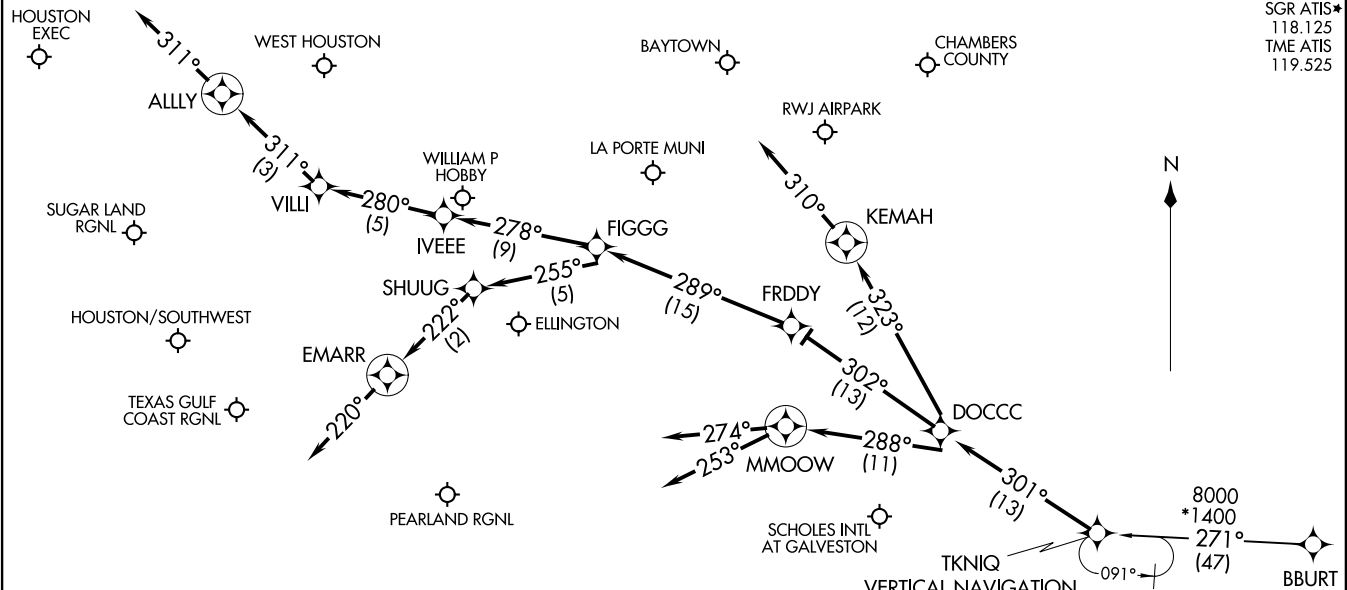 HOUSTON
EXEC
SGR ATIS★
118.125
TME ATIS
119.525
311°
WEST HOUSTON
BAYTOWN
CHAMBERS
COUNTY
ALLLY
RWJ AIRPARK
311°
(3)
LA PORTE MUNI
WILLIAM P
HOBBY
N
310°
VILLI
280°
(5)
KEMAH
SUGAR LAND
RGNL
IVEEE
278°
(9)
FIGGG
255°
(5)
SHUUG
289°
(15)
FRDDY
323°
(12)
HOUSTON/SOUTHWEST
222°
(2)
ELLINGTON
EMARR
302°
(13)
TEXAS GULF
COAST RGNL
220°
DOCCC
274°
253°
MMOOW
288°
(11)
301°
(13)
PEARLAND RGNL
8000
*1400
271°
(47)
SCHOLES INTL
AT GALVESTON
TKNIQ
VERTICAL NAVIGATION
091°
BBURT